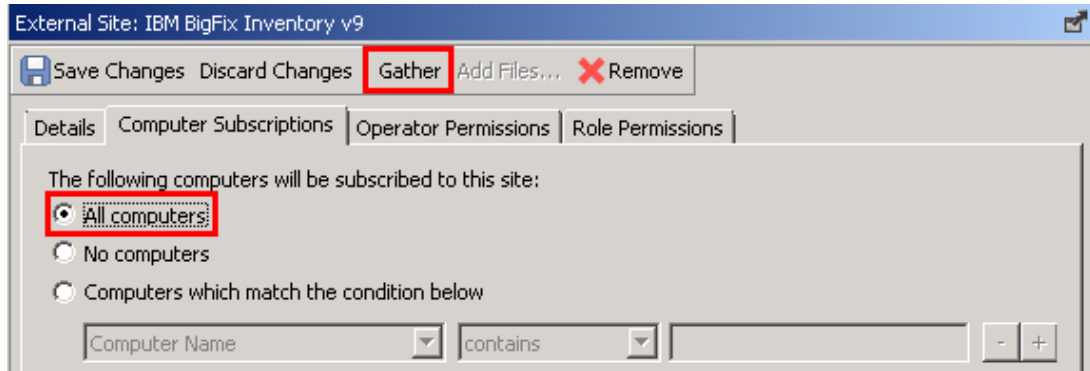 External Site: IBM BigFix Inventory v9
Save Changes Discard Changes Gather Add Files... Remove
Details Computer Subscriptions Operator Permissions Role Permissions
The following computers will be subscribed to this site:
All computers
No computers
Computers which match the condition below
Computer Name contains - +